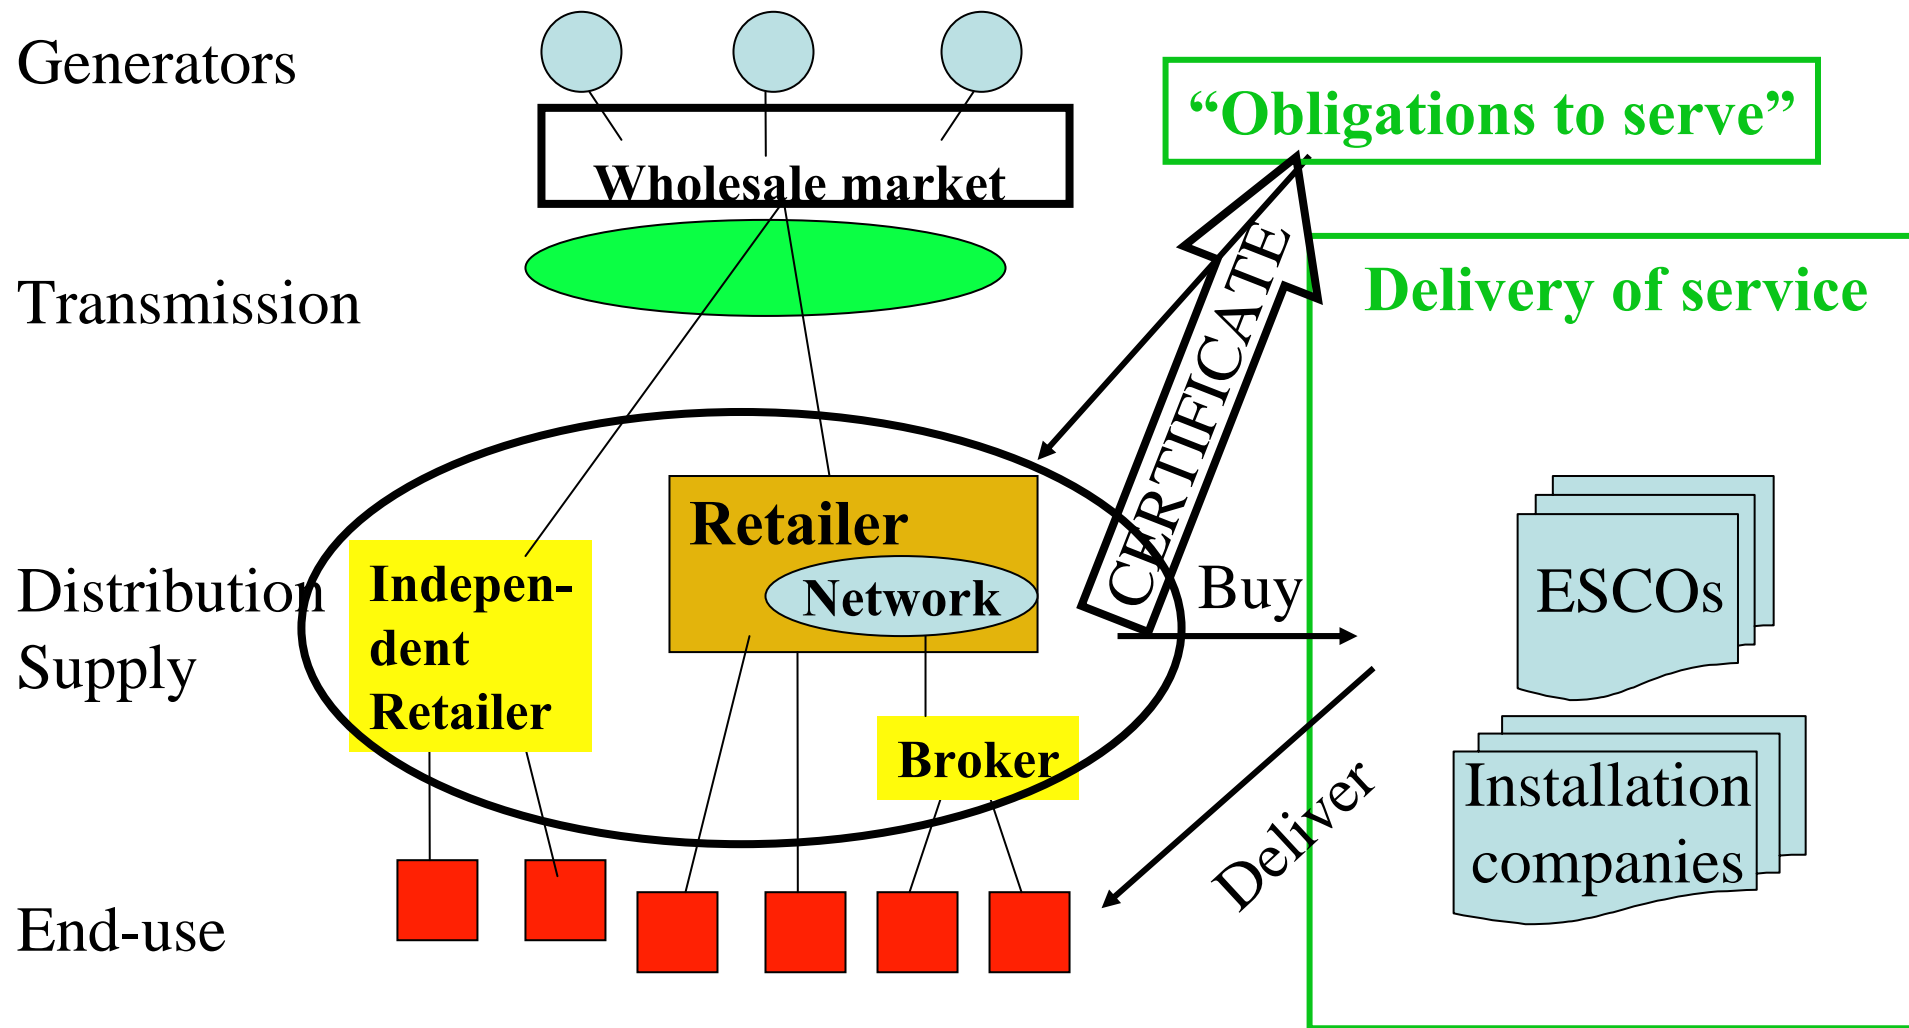 Generators
“Obligations to serve”
Wholesale market
Delivery of service
Transmission
CERTIFICATE
Retailer
Network
Indepen-
dent
Retailer
Distribution
Supply
Buy
ESCOs
Broker
Deliver
Installation
companies
End-use